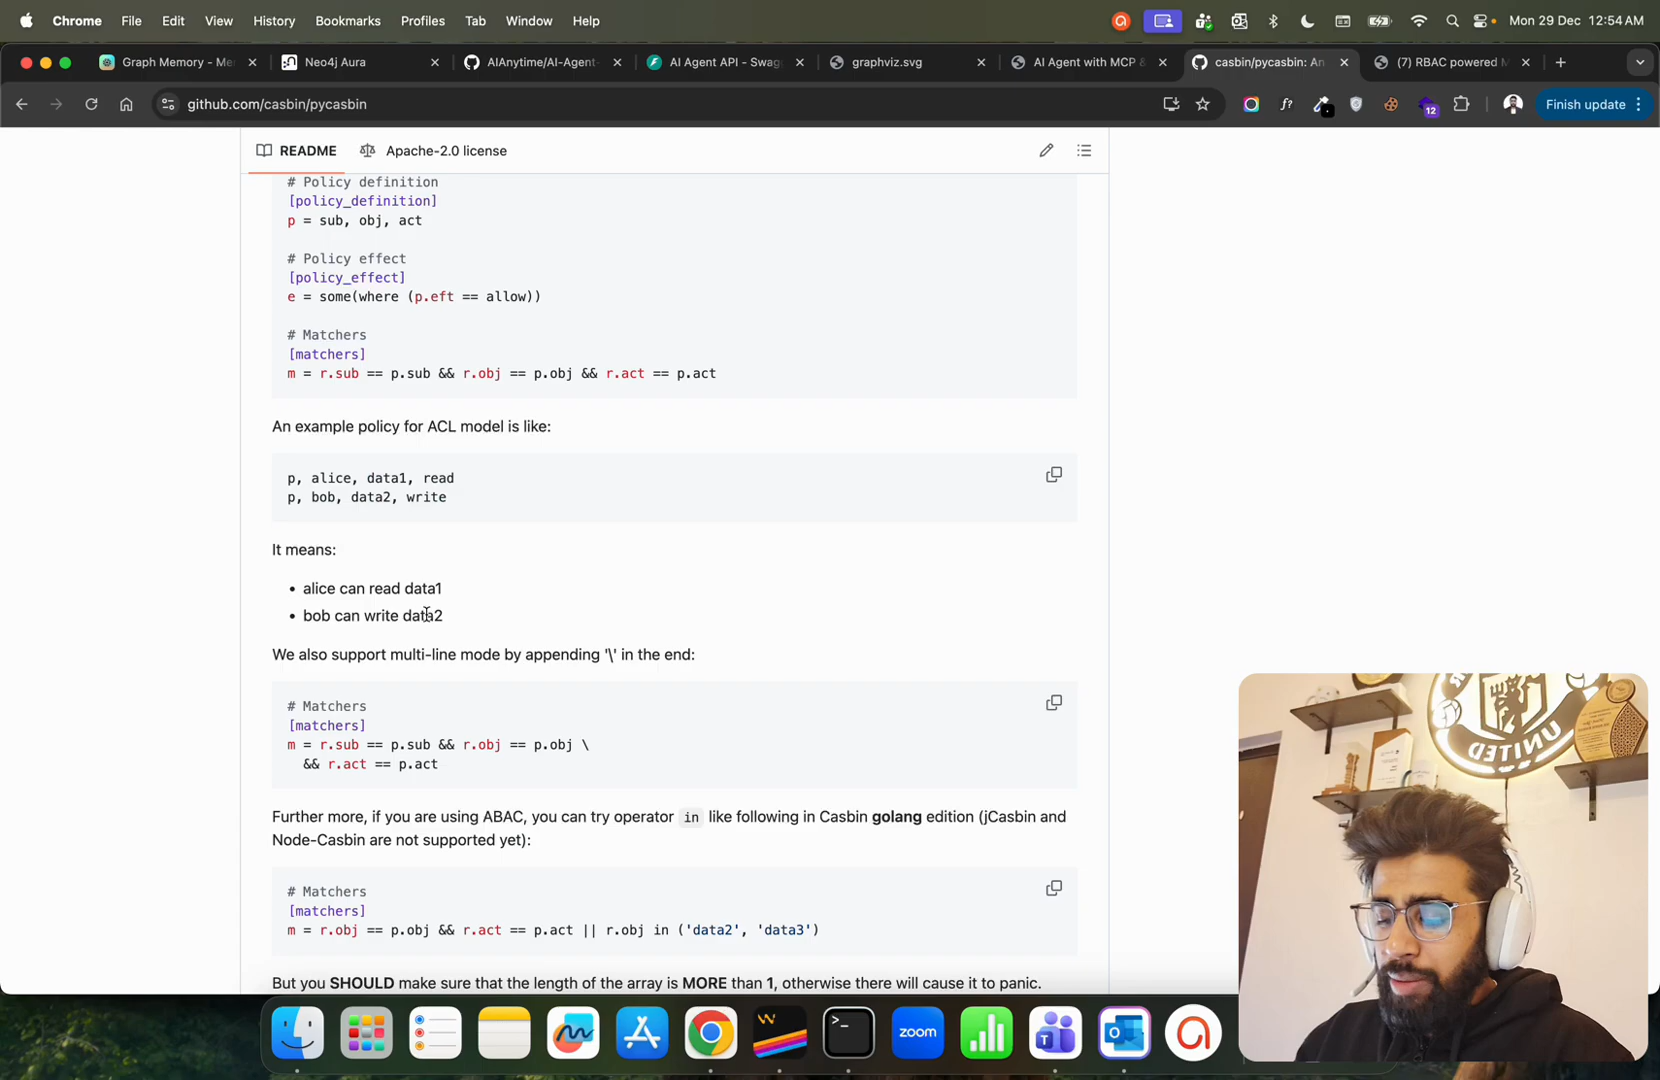 Chrome File Edit View History Bookmarks Profiles Tab Window Help Mon 29 Dec 12:54 AM
Graph Memory - Me
Neo4j Aura
AIAnytime/AI-Agent-
AI Agent API - Swag
graphviz.svg
AI Agent with MCP &
casbin/pycasbin: An
(7) RBAC powered M
github.com/casbin/pycasbin
12
Finish update
README Apache-2.0 license
# Policy definition
[policy_definition]
p = sub, obj, act
# Policy effect
[policy_effect]
e = some(where (p.eft == allow))
# Matchers
[matchers]
m = r.sub == p.sub && r.obj == p.obj && r.act == p.act
An example policy for ACL model is like:
p, alice, data1, read
p, bob, data2, write
It means:
• alice can read data1
• bob can write data2
We also support multi-line mode by appending '\' in the end:
# Matchers
[matchers]
m = r.sub == p.sub && r.obj == p.obj \
&& r.act == p.act
Further more, if you are using ABAC, you can try operator in like following in Casbin golang edition (jCasbin and
Node-Casbin are not supported yet):
# Matchers
[matchers]
m = r.obj == p.obj && r.act == p.act || r.obj in ('data2', 'data3')
But you SHOULD make sure that the length of the array is MORE than 1, otherwise there will cause it to panic.
UNITED
zoom